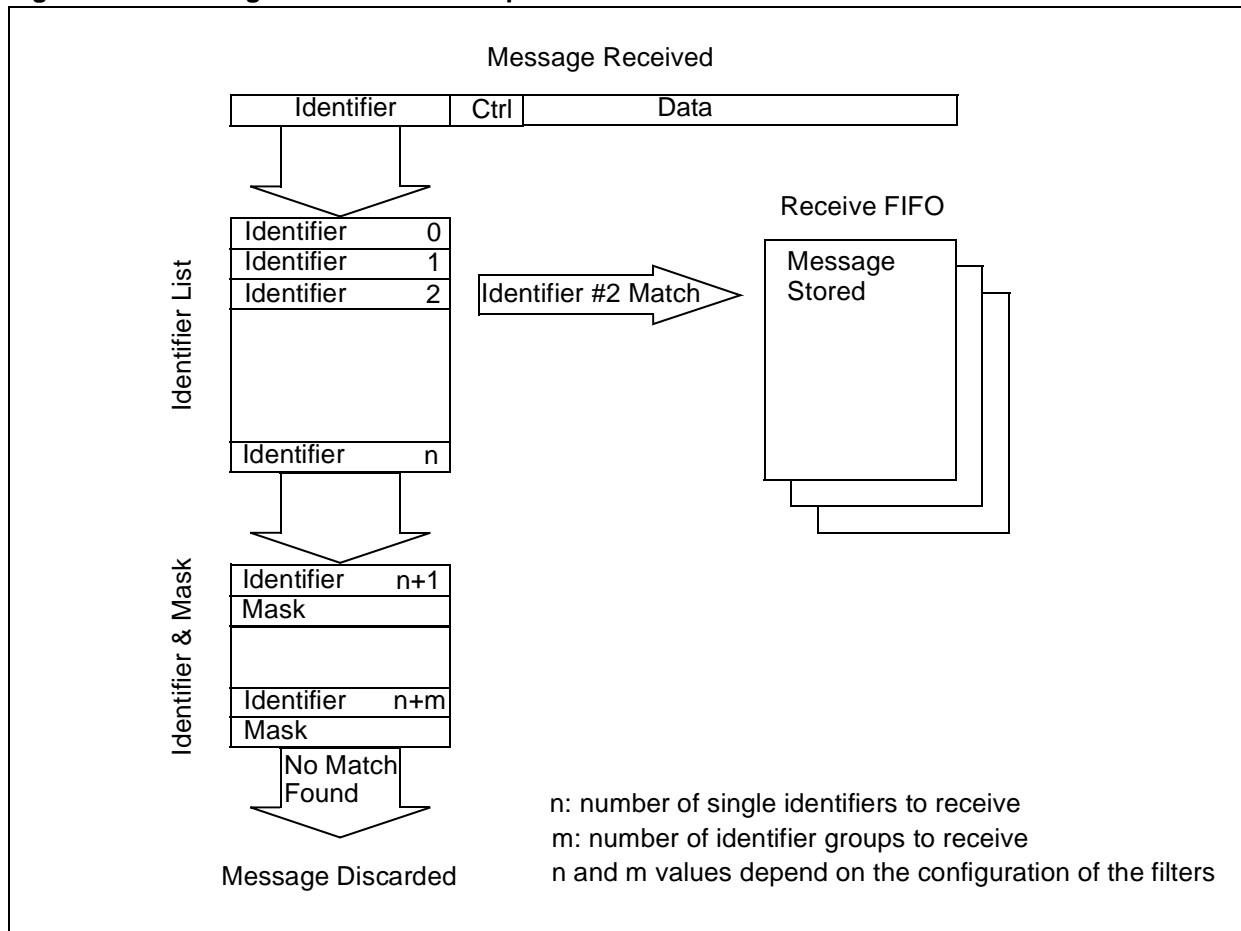 Message Received
Identifier Ctrl Data
Receive FIFO
Identifier List
Identifier 0
Identifier 1
Identifier 2
Identifier #2 Match
Message
Stored
Identifier n
Identifier & Mask
Identifier n+1
Mask
Identifier n+m
Mask
No Match
Found
Message Discarded
n: number of single identifiers to receive
m: number of identifier groups to receive
n and m values depend on the configuration of the filters